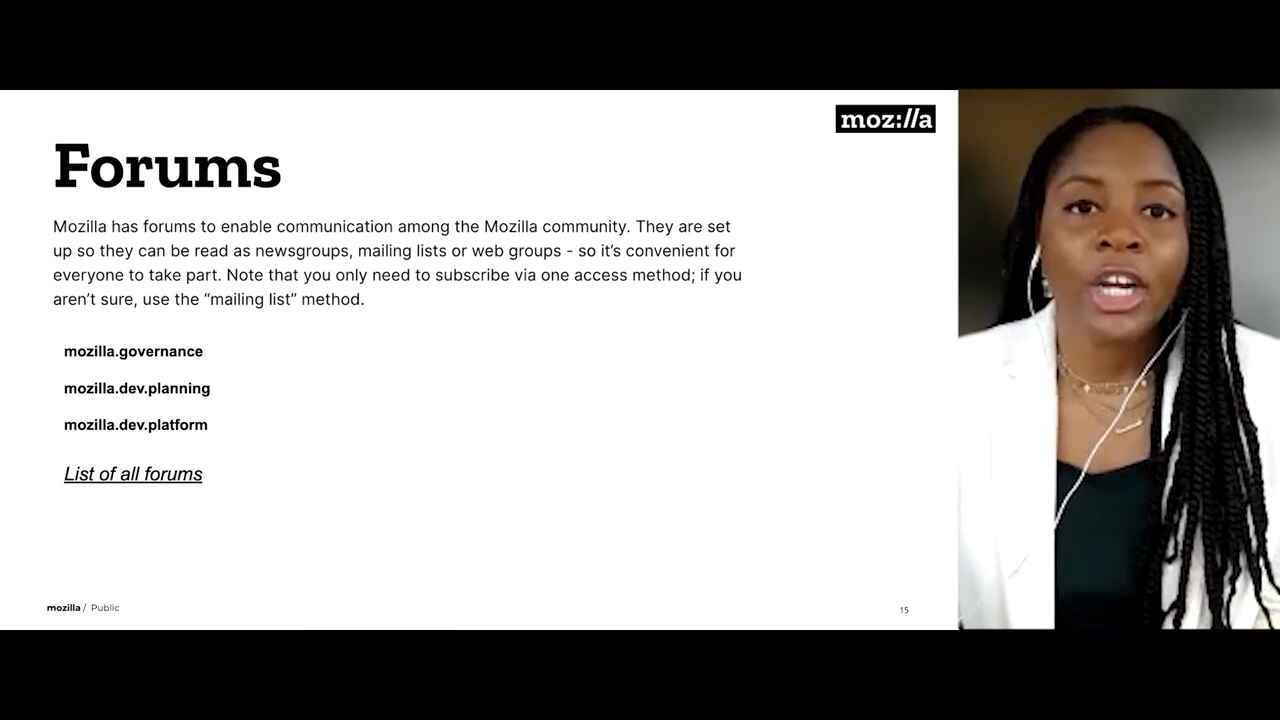 moz://a
Forums
Mozilla has forums to enable communication among the Mozilla community. They are set
up so they can be read as newsgroups, mailing lists or web groups - so it's convenient for
everyone to take part. Note that you only need to subscribe via one access method; if you
aren't sure, use the “mailing list” method.
mozilla.governance
mozilla.dev.planning
mozilla.dev.platform
List of all forums
mozilla / Public
15